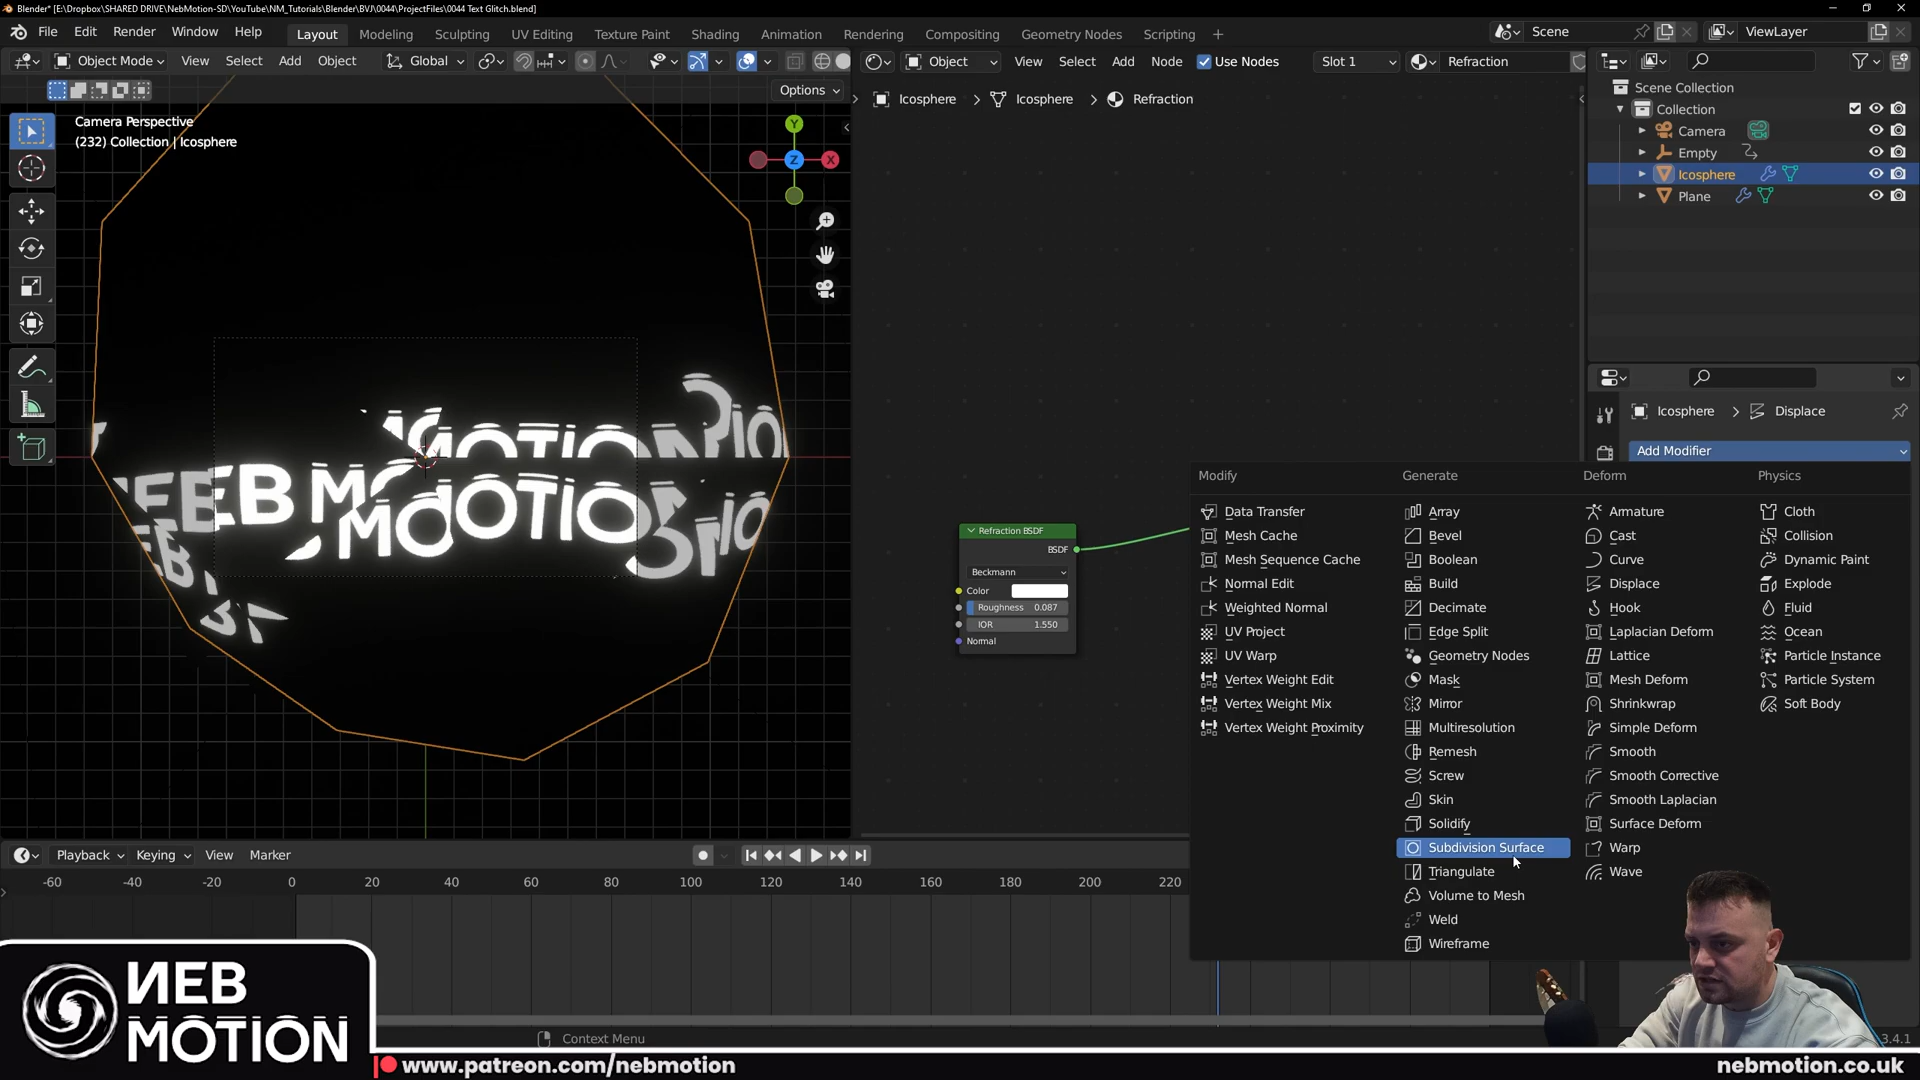 Blender* [E:\Dropbox\SHARED DRIVE\NebMotion-SD\YouTube\NM_Tutorials\Blender\BVJ\0044\ProjectFiles\0044 Text Glitch.blend]
File Edit Render Window Help Layout Modeling Sculpting UV Editing Texture Paint Shading Animation Rendering Compositing Geometry Nodes Scripting + Scene ViewLayer
Object Mode View Select Add Object Global Object View Select Add Node Use Nodes Slot 1 Refraction
Options
Icosphere > Icosphere > Refraction
Scene Collection
Collection
Camera
Empty
Icosphere
Plane
Camera Perspective
(232) Collection | Icosphere
Y
Z X
MOTION
NEB MOTION
Icosphere > Displace
Add Modifier
Modify Generate Deform Physics
Data Transfer Array Armature Cloth
Mesh Cache Bevel Cast Collision
Mesh Sequence Cache Boolean Curve Dynamic Paint
Normal Edit Build Displace Explode
Weighted Normal Decimate Hook Fluid
UV Project Edge Split Laplacian Deform Ocean
UV Warp Geometry Nodes Lattice Particle Instance
Vertex Weight Edit Mask Mesh Deform Particle System
Vertex Weight Mix Mirror Shrinkwrap Soft Body
Vertex Weight Proximity Multiresolution Simple Deform
Remesh Smooth
Screw Smooth Corrective
Skin Smooth Laplacian
Solidify Surface Deform
Subdivision Surface Warp
Triangulate Wave
Volume to Mesh
Weld
Wireframe
Refraction BSDF
BSDF
Beckmann
Color
Roughness 0.087
IOR 1.550
Normal
Playback Keying View Marker
-60 -40 -20 0 20 40 60 80 100 120 140 160 180 200 220
Context Menu
3.4.1
NEB
MOTION
www.patreon.com/nebmotion
nebmotion.co.uk